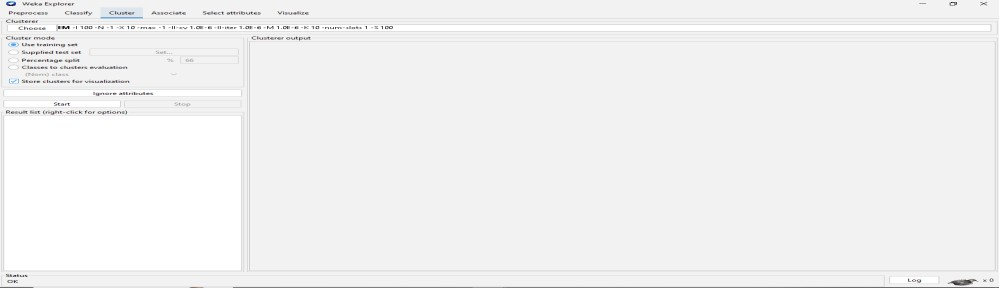 Weka Explorer
Preprocess Classify Cluster Associate Select attributes Visualize
Clusterer
Choose EM -I 100 -N -1 -X 10 -max -1 -ll-cv 1.0E-6 -ll-iter 1.0E-6 -M 1.0E-6 -K 10 -num-slots 1 -S 100
Cluster mode
Use training set
Supplied test set Set...
Percentage split % 66
Classes to clusters evaluation
(Nom) class
Store clusters for visualization
Ignore attributes
Start Stop
Result list (right-click for options)
Clusterer output
Status
OK
Log x 0